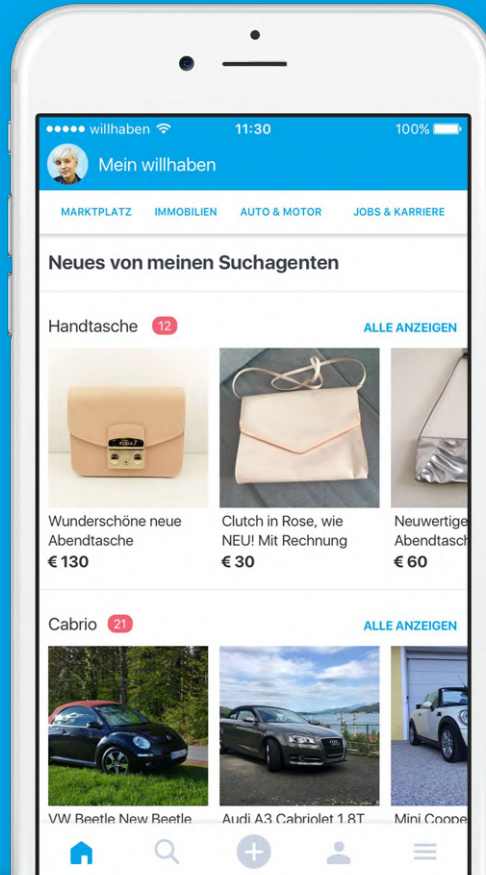 willhaben
11:30
100%
Mein willhaben
MARKTPLATZ IMMOBILIEN AUTO & MOTOR JOBS & KARRIERE
Neues von meinen Suchagenten
Handtasche 12 ALLE ANZEIGEN
Wunderschöne neue
Abendtasche
€ 130
Clutch in Rose, wie
NEU! Mit Rechnung
€ 30
Neuwertige
Abendtasch
€ 60
Cabrio 21 ALLE ANZEIGEN
VW Beetle New Beetle
Audi A3 Cabriolet 1.8T
Mini Coope